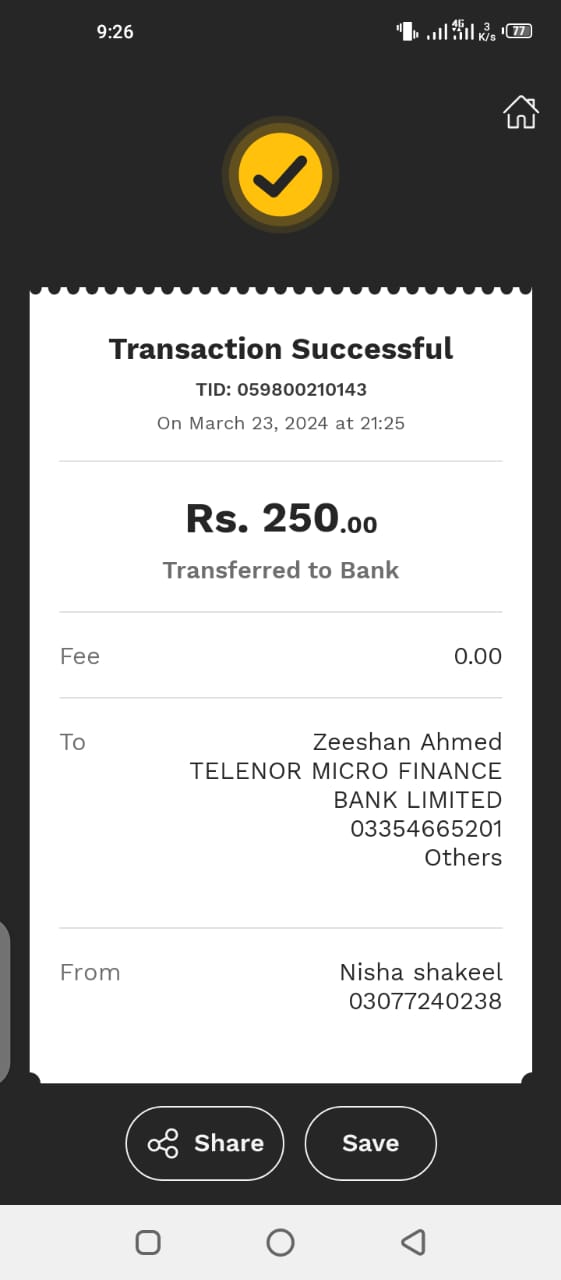 9:26
4G
3
K/s
77
Transaction Successful
TID: 059800210143
On March 23, 2024 at 21:25
Rs. 250.00
Transferred to Bank
Fee
0.00
To
Zeeshan Ahmed
TELENOR MICRO FINANCE
BANK LIMITED
03354665201
Others
From
Nisha shakeel
03077240238
Share
Save